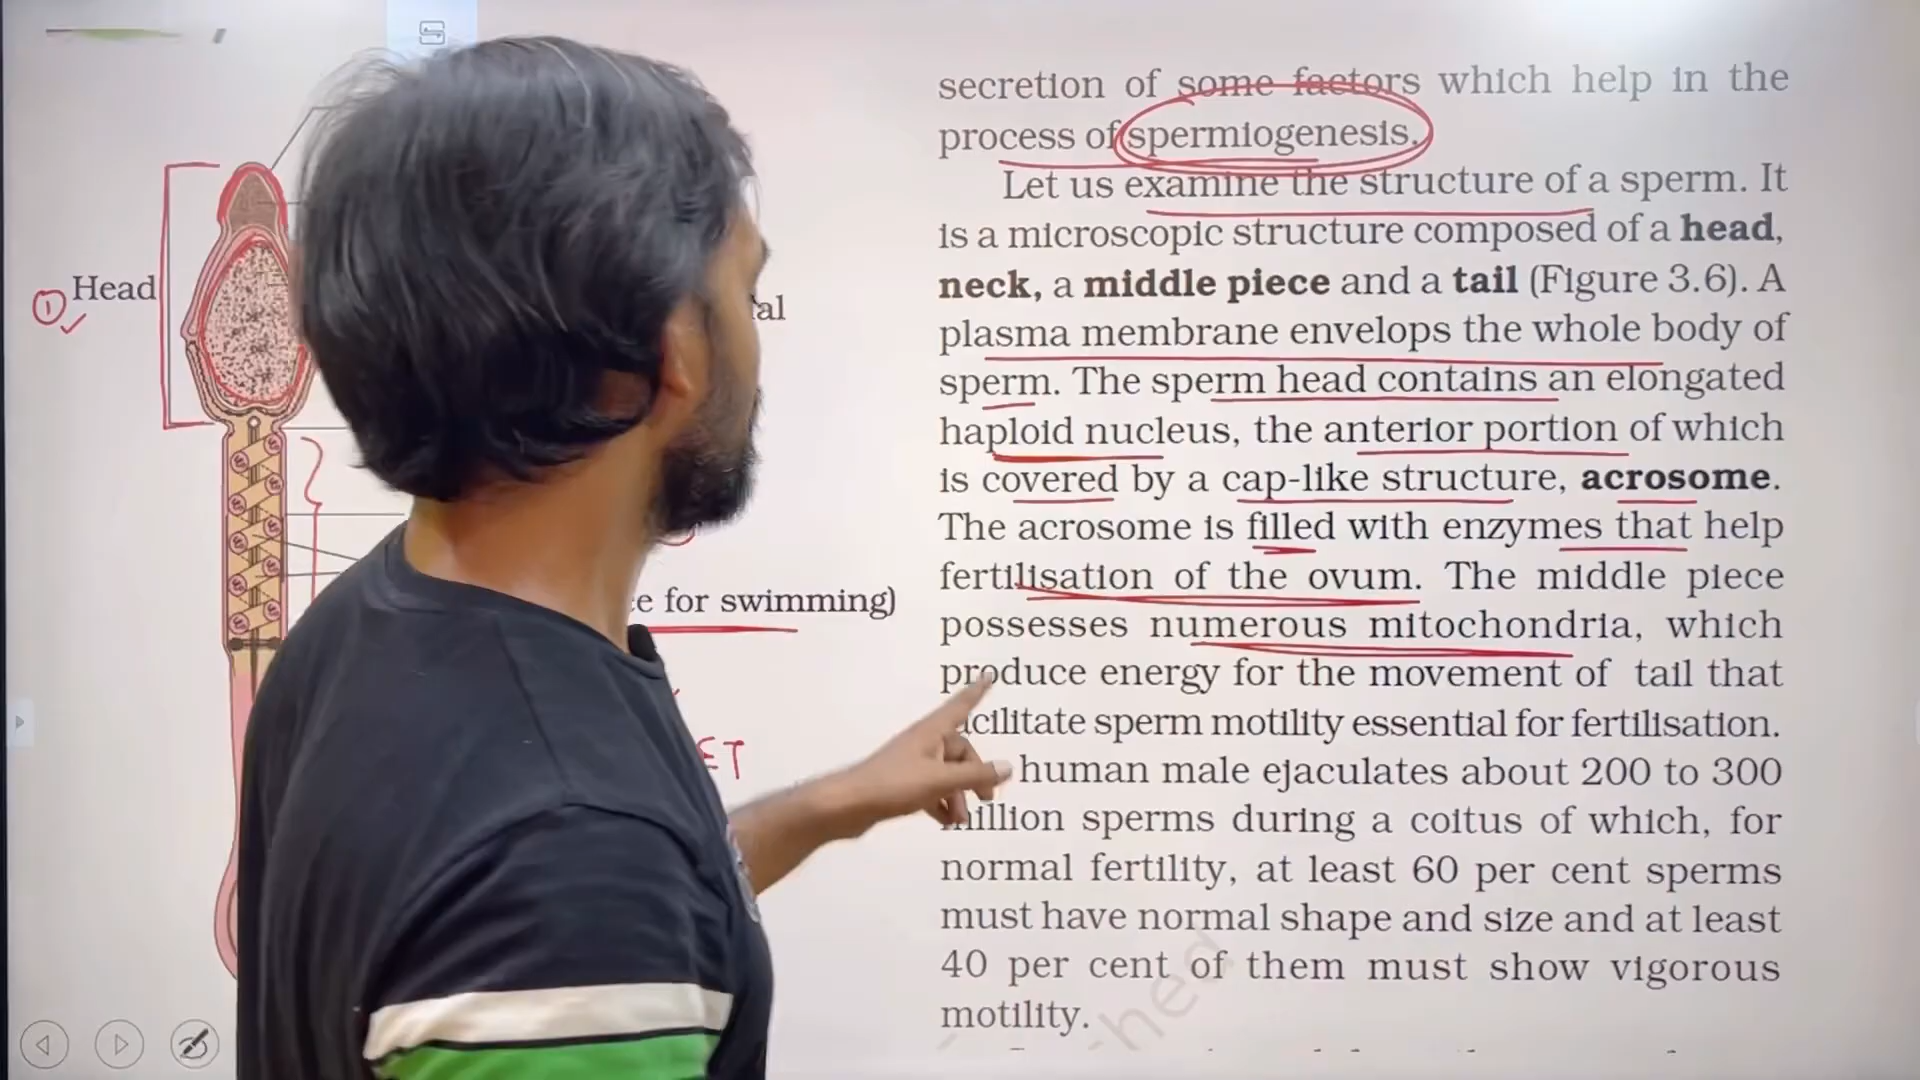 1 Head
al
e for swimming)
ET
secretion of some factors which help in the
process of spermiogenesis.
Let us examine the structure of a sperm. It
is a microscopic structure composed of a head,
neck, a middle piece and a tail (Figure 3.6). A
plasma membrane envelops the whole body of
sperm. The sperm head contains an elongated
haploid nucleus, the anterior portion of which
is covered by a cap-like structure, acrosome.
The acrosome is filled with enzymes that help
fertilisation of the ovum. The middle piece
possesses numerous mitochondria, which
produce energy for the movement of tail that
acilitate sperm motility essential for fertilisation.
human male ejaculates about 200 to 300
million sperms during a coitus of which, for
normal fertility, at least 60 per cent sperms
must have normal shape and size and at least
40 per cent of them must show vigorous
motility.
hed